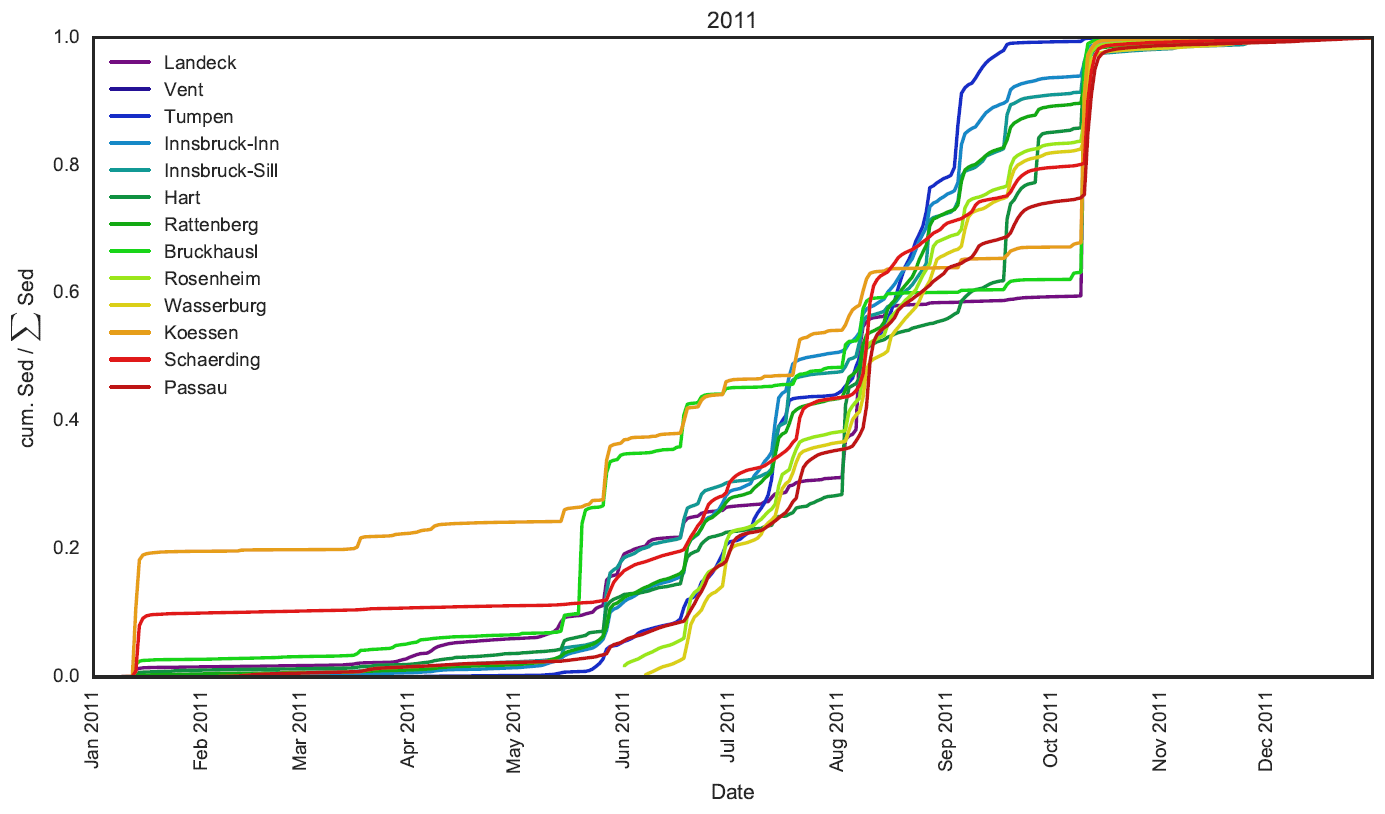 2011
cum. Sed / ∑ Sed
1.0
0.8
0.6
0.4
0.2
0.0
Landeck
Vent
Tumpen
Innsbruck-Inn
Innsbruck-Sill
Hart
Rattenberg
Bruckhausl
Rosenheim
Wasserburg
Koessen
Schaerding
Passau
Jan 2011
Feb 2011
Mar 2011
Apr 2011
May 2011
Jun 2011
Jul 2011
Aug 2011
Sep 2011
Oct 2011
Nov 2011
Dec 2011
Date